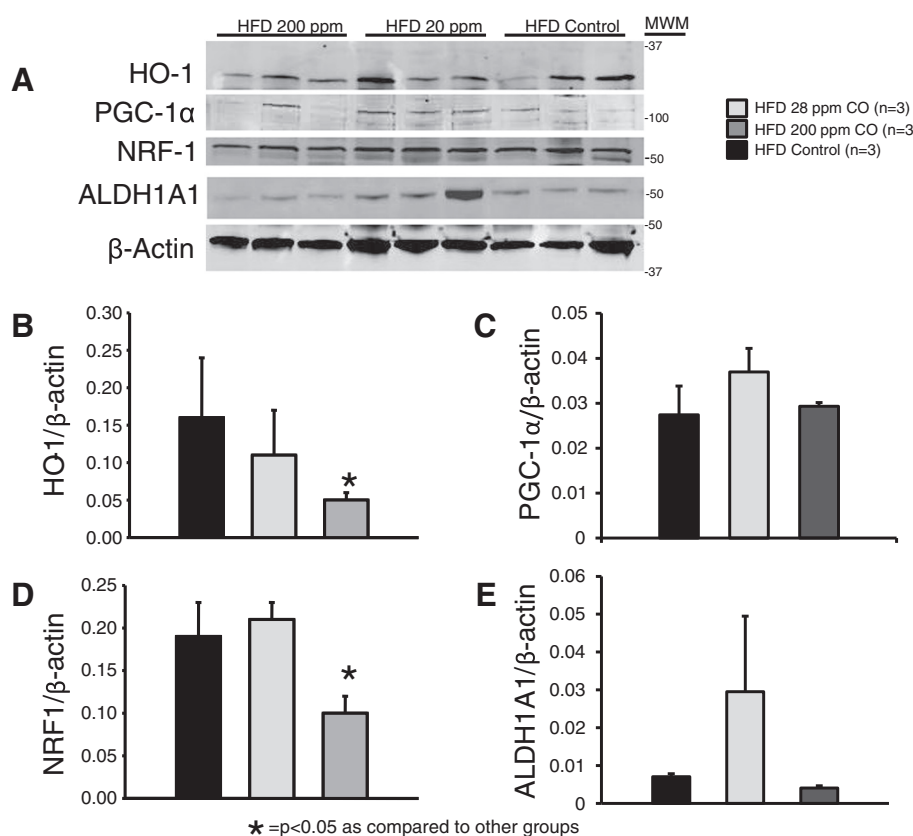 HFD 200 ppm HFD 20 ppm HFD Control MWM
A
HO-1
-37
PGC-1α
-100
NRF-1
-50
ALDH1A1
-50
β-Actin
-50
-37
HFD 28 ppm CO (n=3)
HFD 200 ppm CO (n=3
HFD Control (n=3)
B
HO-1/β-actin
0.30
0.25
0.20
0.15
0.10
0.05
0.00
*
C
PGC-1α/β-actin
0.05
0.04
0.03
0.02
0.01
0
D
NRF1/β-actin
0.25
0.20
0.15
0.10
0.05
0.00
*
E
ALDH1A1/β-actin
0.06
0.05
0.04
0.03
0.02
0.01
0
* =p<0.05 as compared to other groups